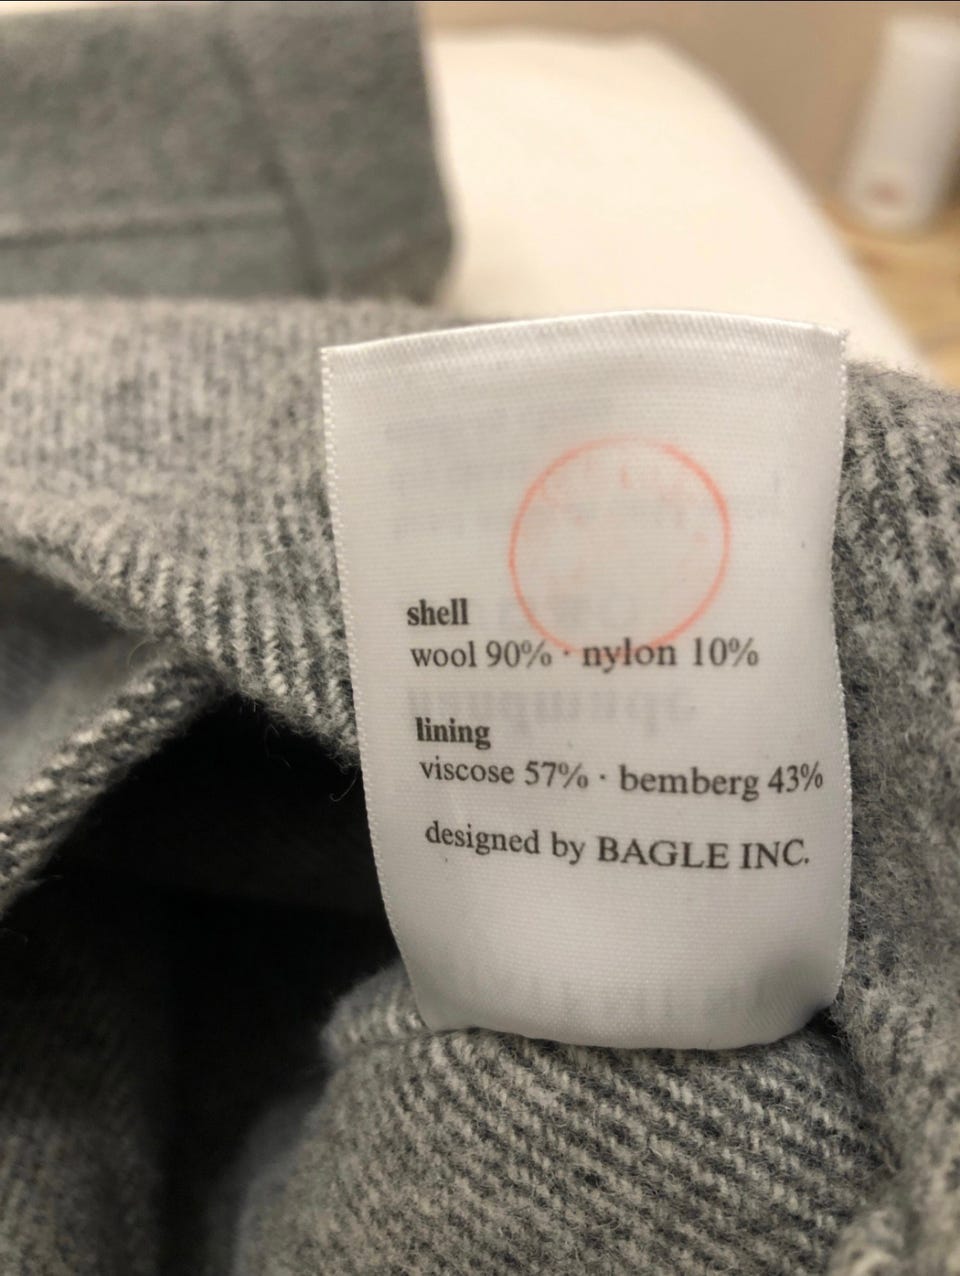 shell
wool 90% · nylon 10%
lining
viscose 57% · bemberg 43%
designed by BAGLE INC.